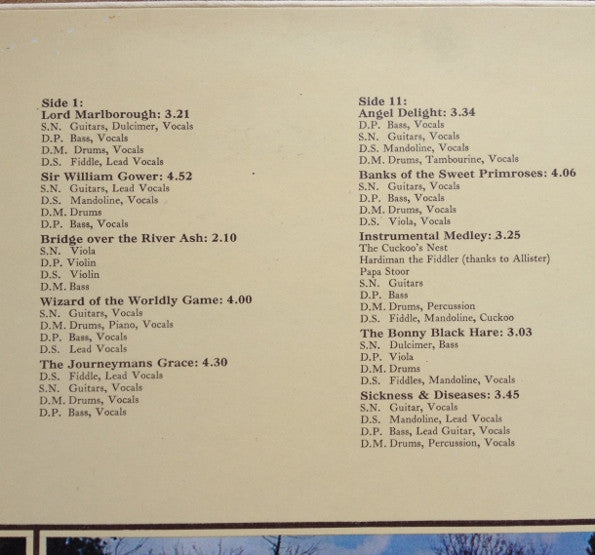 Side 1:
Lord Marlborough: 3.21
S.N. Guitars, Dulcimer, Vocals
D.P. Bass, Vocals
D.M. Drums, Vocals
D.S. Fiddle, Lead Vocals
Sir William Gower: 4.52
S.N. Guitars, Lead Vocals
D.S. Mandoline, Vocals
D.M. Drums
D.P. Bass, Vocals
Bridge over the River Ash: 2.10
S.N. Viola
D.P. Violin
D.S. Violin
D.M. Bass
Wizard of the Worldly Game: 4.00
S.N. Guitars, Vocals
D.M. Drums, Piano, Vocals
D.P. Bass, Vocals
D.S. Lead Vocals
The Journeymans Grace: 4.30
D.S. Fiddle, Lead Vocals
S.N. Guitars, Vocals
D.M. Drums, Vocals
D.P. Bass, Vocals
Side 11:
Angel Delight: 3.34
D.P. Bass, Vocals
S.N. Guitars, Vocals
D.S. Mandoline, Vocals
D.M. Drums, Tambourine, Vocals
Banks of the Sweet Primroses: 4.06
S.N. Guitars, Vocals
D.P. Bass, Vocals
D.M. Drums, Vocals
D.S. Viola, Vocals
Instrumental Medley: 3.25
The Cuckoo's Nest
Hardiman the Fiddler (thanks to Allister)
Papa Stoor
S.N. Guitars
D.P. Bass
D.M. Drums, Percussion
D.S. Fiddle, Mandoline, Cuckoo
The Bonny Black Hare: 3.03
S.N. Dulcimer, Bass
D.P. Viola
D.M. Drums
D.S. Fiddles, Mandoline, Vocals
Sickness & Diseases: 3.45
S.N. Guitar, Vocals
D.S. Mandoline, Lead Vocals
D.P. Bass, Lead Guitar, Vocals
D.M. Drums, Percussion, Vocals